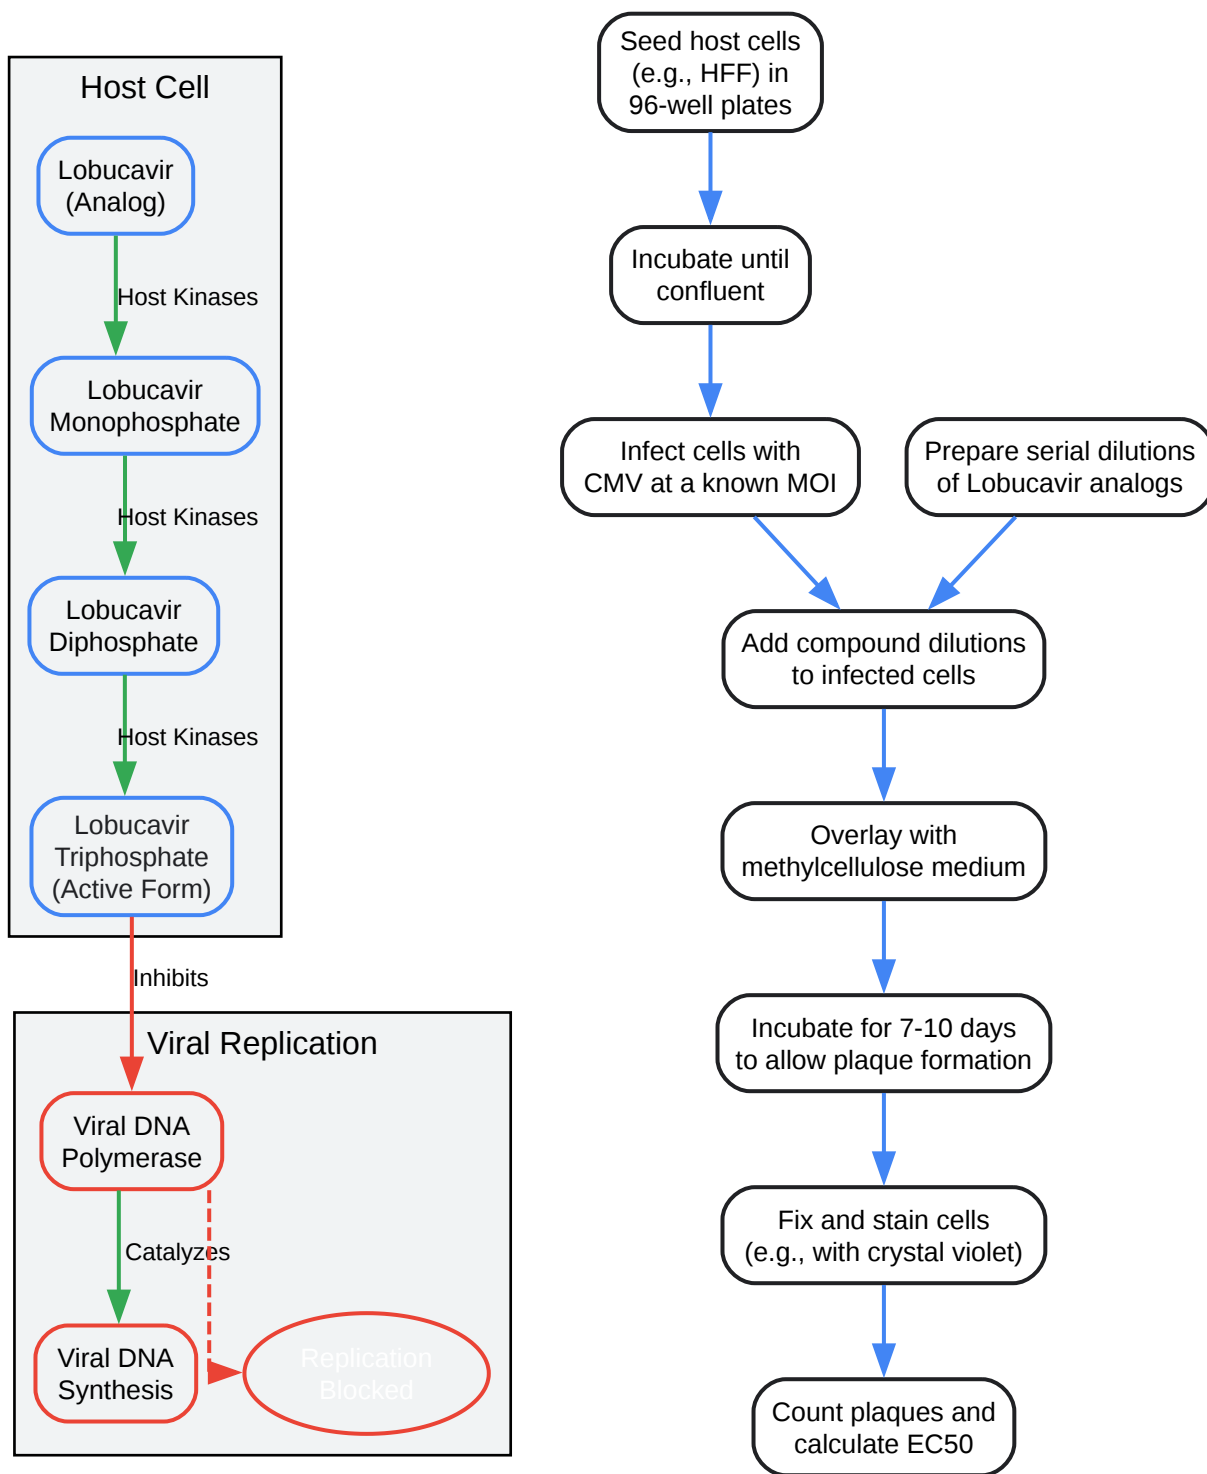 Host Cell
Lobucavir
(Analog)
Host Kinases
Lobucavir
Monophosphate
Host Kinases
Lobucavir
Diphosphate
Host Kinases
Lobucavir
Triphosphate
(Active Form)
Inhibits
Viral Replication
Viral DNA
Polymerase
Catalyzes
Viral DNA
Synthesis
Replication
Blocked
Seed host cells
(e.g., HFF) in
96-well plates
Incubate until
confluent
Infect cells with
CMV at a known MOI
Prepare serial dilutions
of Lobucavir analogs
Add compound dilutions
to infected cells
Overlay with
methylcellulose medium
Incubate for 7-10 days
to allow plaque formation
Fix and stain cells
(e.g., with crystal violet)
Count plaques and
calculate EC50